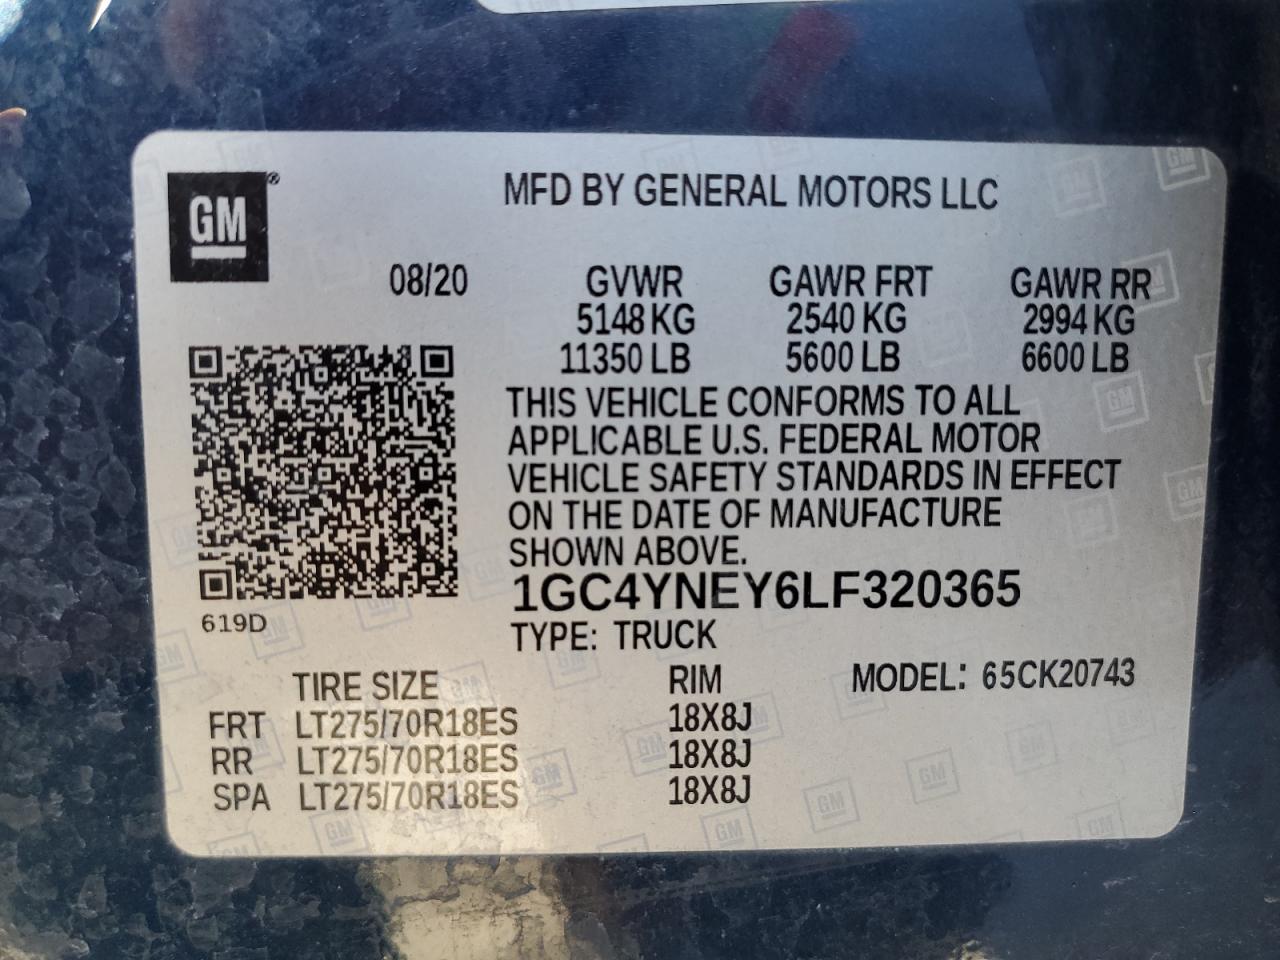 GM®
MFD BY GENERAL MOTORS LLC
08/20 GVWR GAWR FRT GAWR RR
5148 KG 2540 KG 2994 KG
11350 LB 5600 LB 6600 LB
THIS VEHICLE CONFORMS TO ALL
APPLICABLE U.S. FEDERAL MOTOR
VEHICLE SAFETY STANDARDS IN EFFECT
ON THE DATE OF MANUFACTURE
SHOWN ABOVE.
1GC4YNEY6LF320365
619D
TYPE: TRUCK
TIRE SIZE RIM MODEL: 65CK20743
FRT LT275/70R18ES 18X8J
RR LT275/70R18ES 18X8J
SPA LT275/70R18ES 18X8J